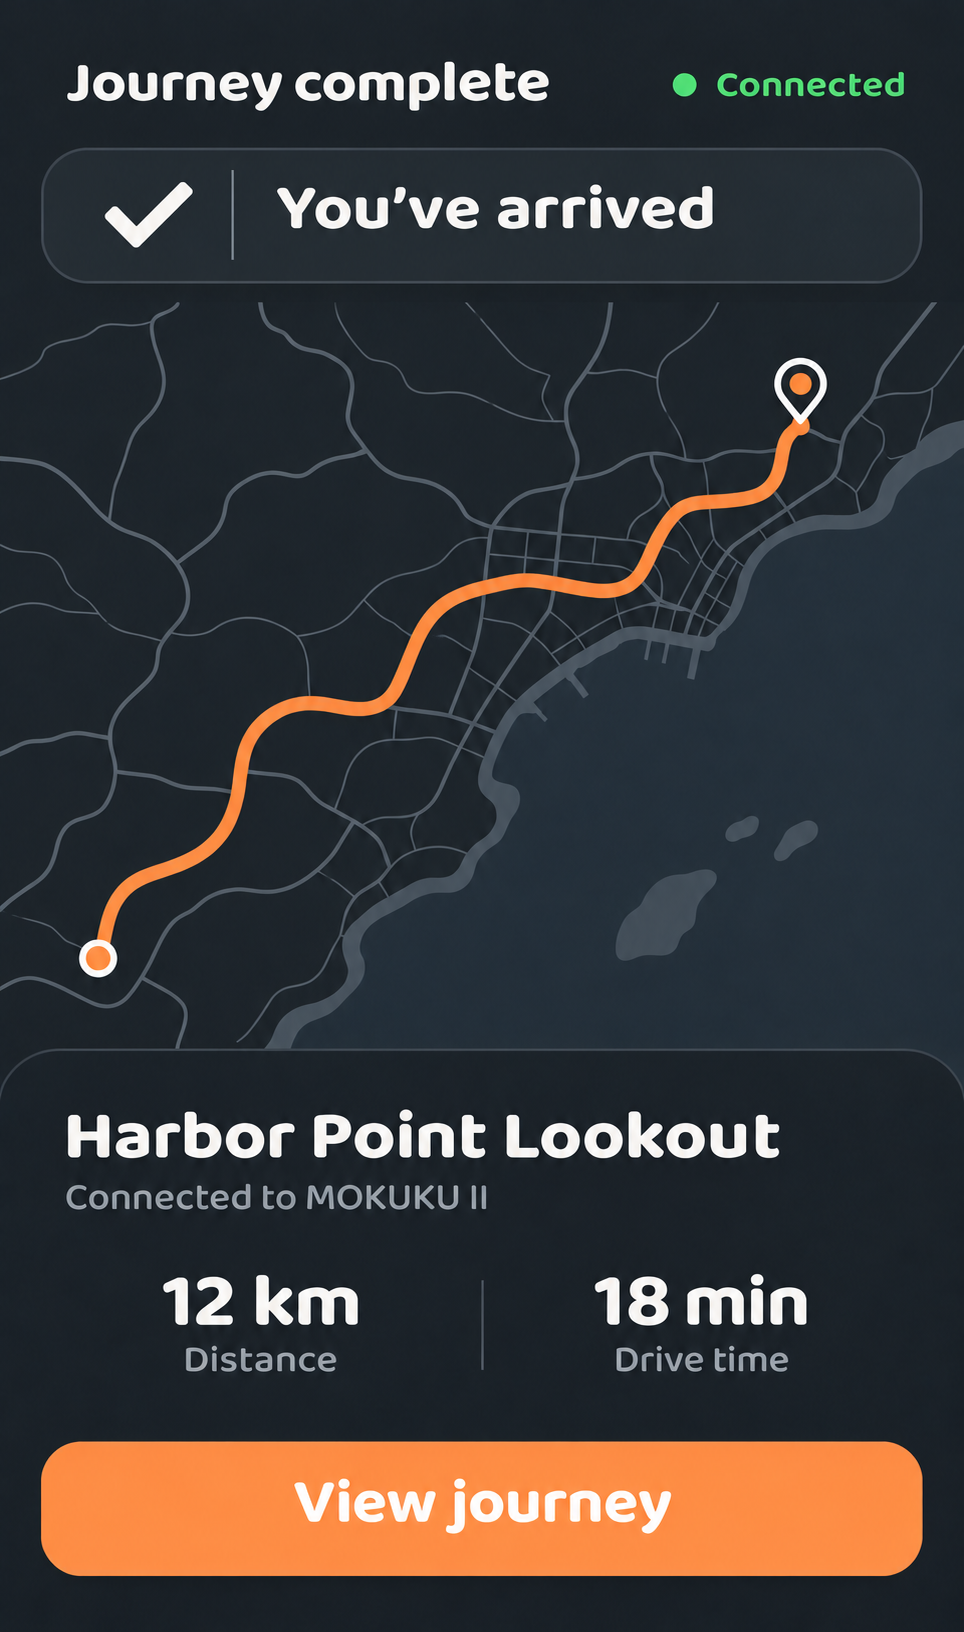 Journey complete
Connected
You’ve arrived
Harbor Point Lookout
Connected to MOKUKU II
12 km
Distance
18 min
Drive time
View journey